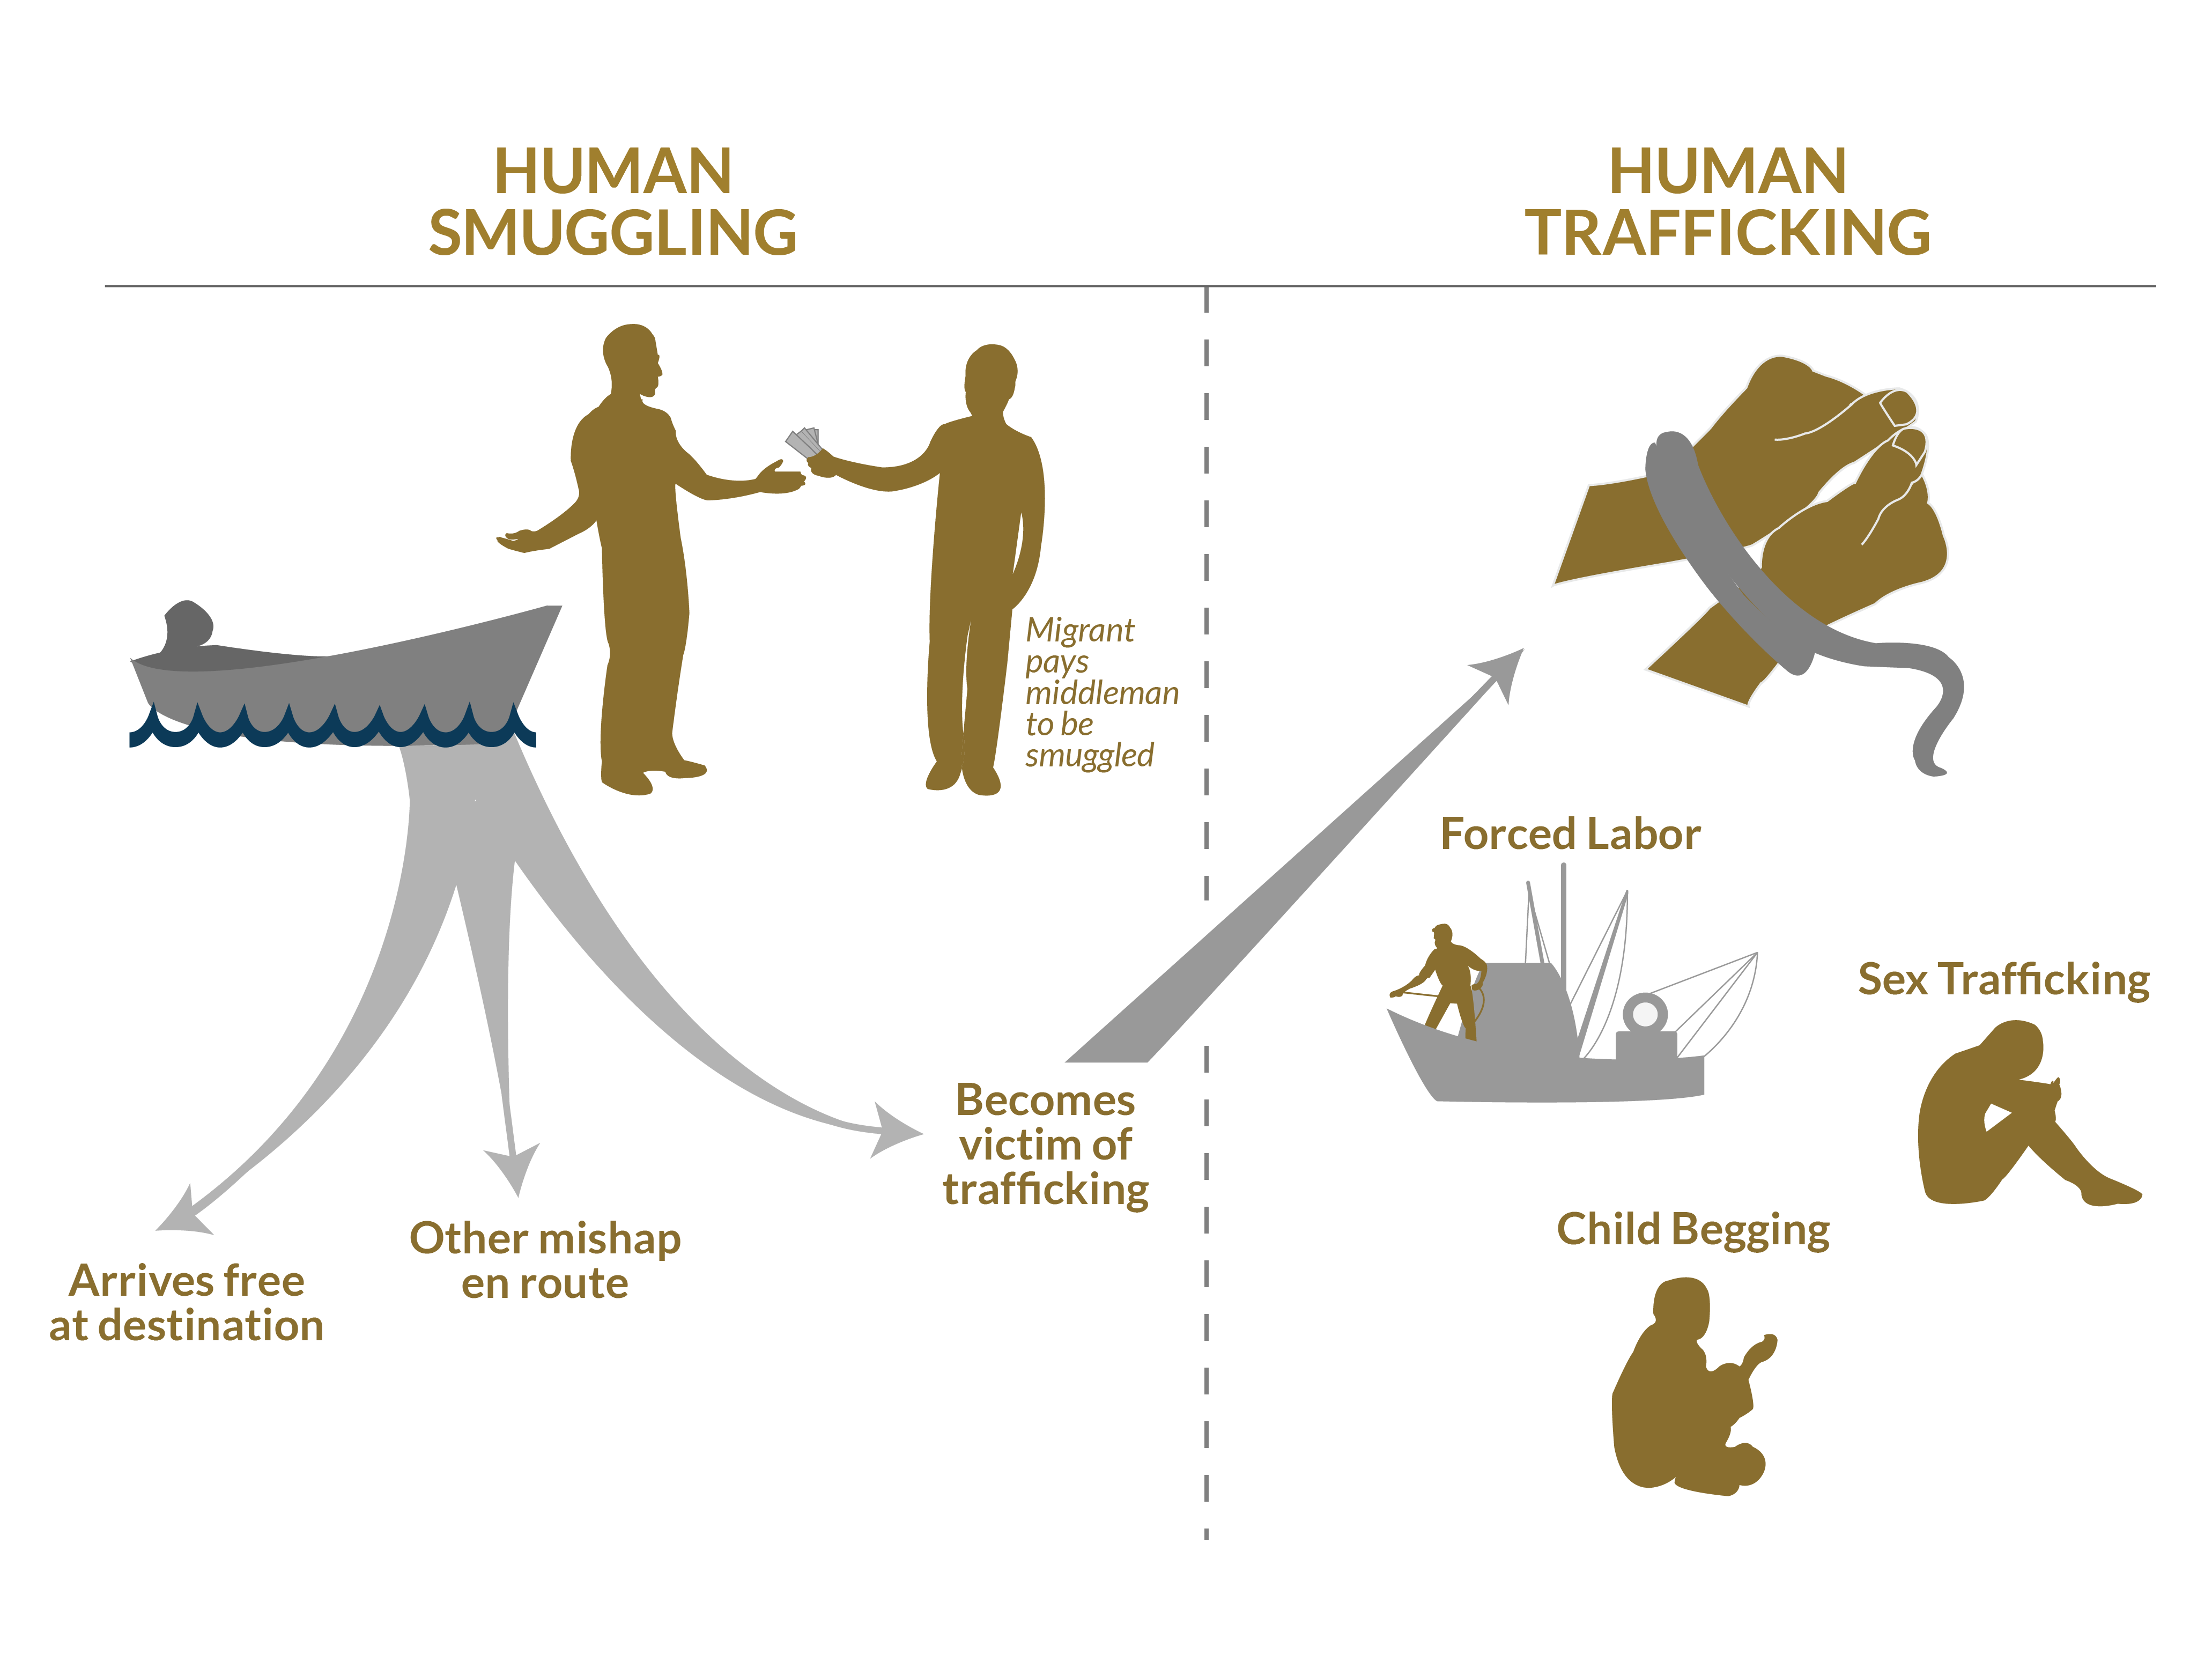 HUMAN
SMUGGLING
HUMAN
TRAFFICKING
Migrant
pays
middleman
to be
smuggled
Arrives free
at destination
Other mishap
en route
Becomes
victim of
trafficking
Forced Labor
Sex Trafficking
Child Begging